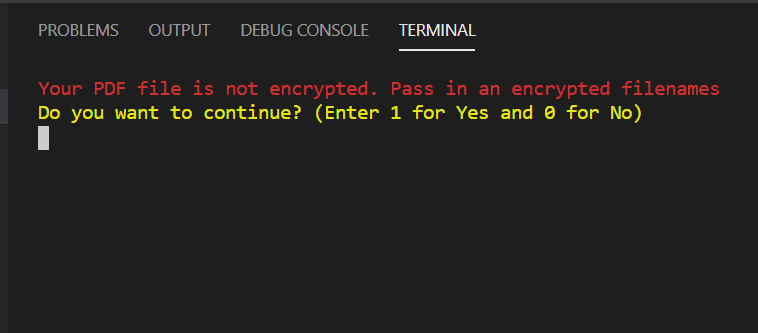 PROBLEMS OUTPUT DEBUG CONSOLE TERMINAL
Your PDF file is not encrypted. Pass in an encrypted filenames
Do you want to continue? (Enter 1 for Yes and 0 for No)